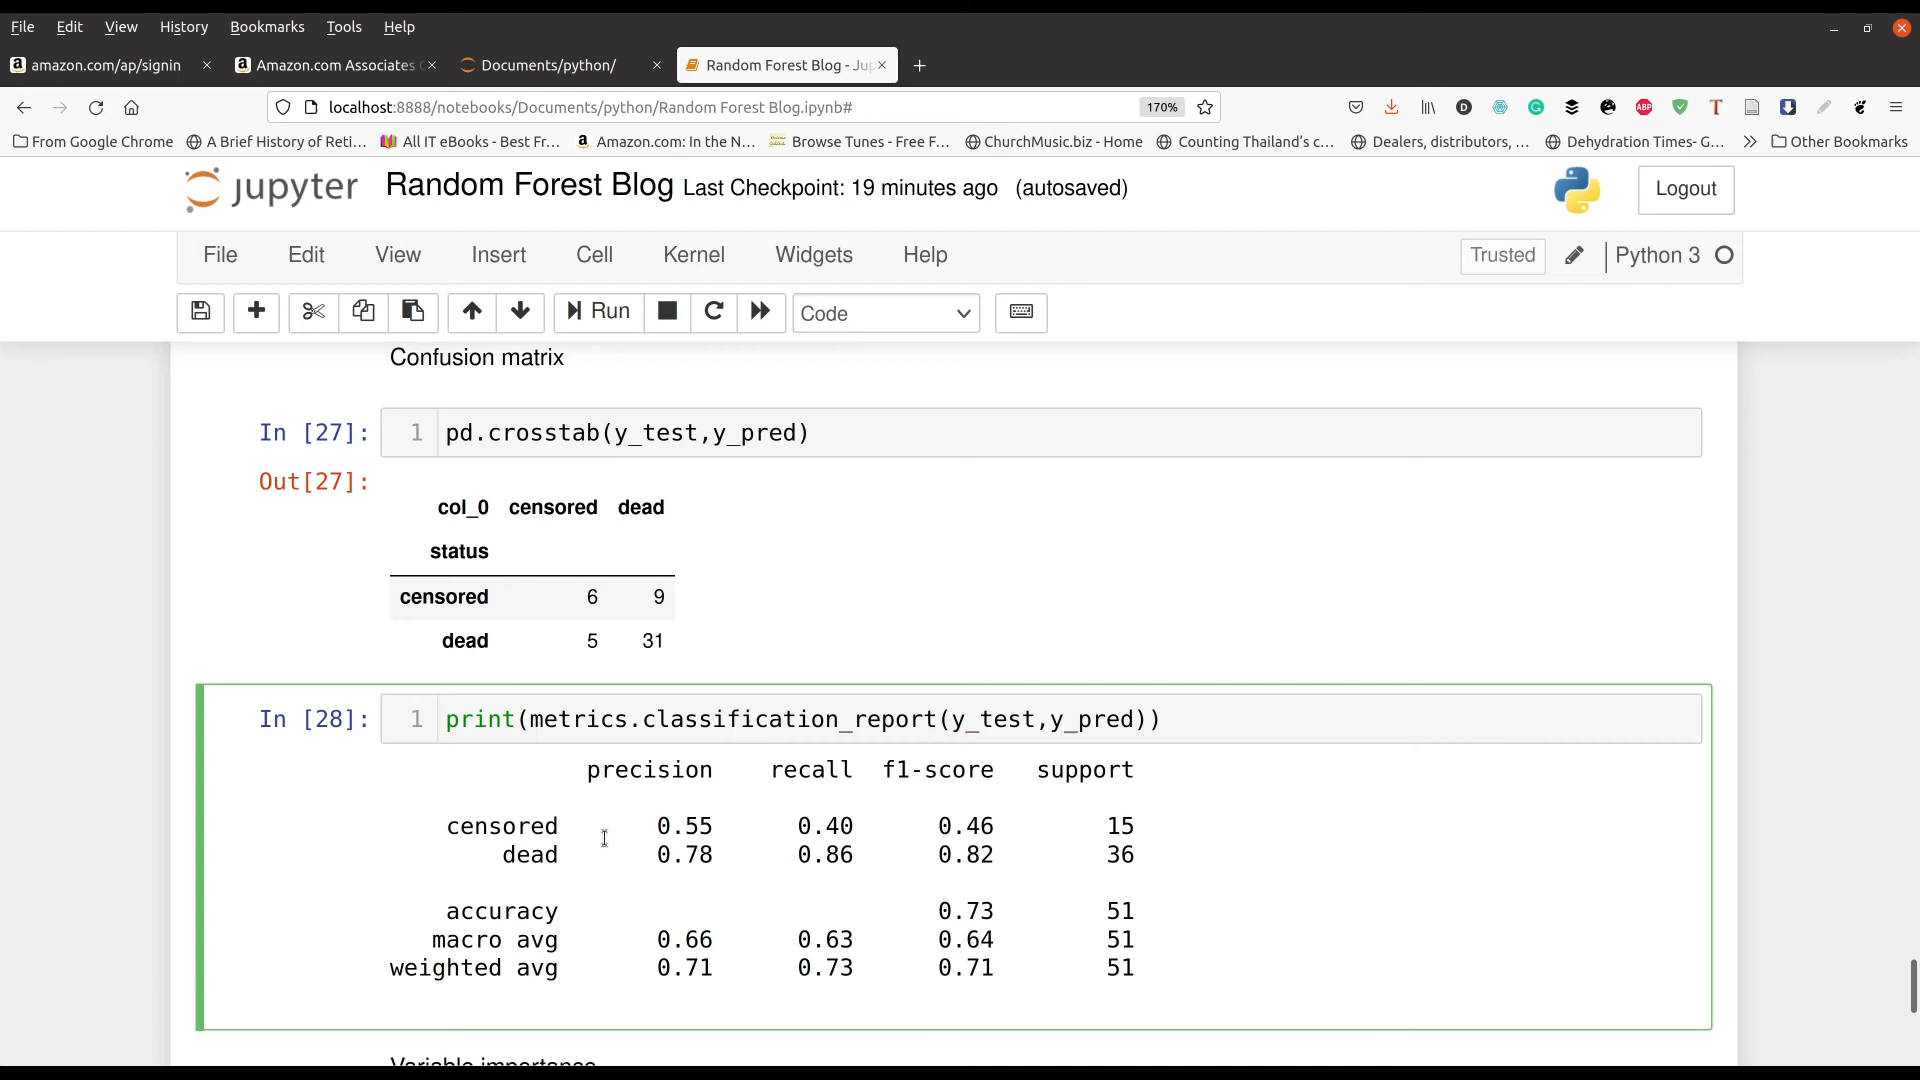 File Edit View History Bookmarks Tools Help
amazon.com/ap/signin Amazon.com Associates Documents/python/ Random Forest Blog - Ju
localhost:8888/notebooks/Documents/python/Random Forest Blog.ipynb# 170% D ABP T
From Google Chrome A Brief History of Reti... All IT eBooks - Best Fr... Amazon.com: In the N... Browse Tunes - Free F... ChurchMusic.biz - Home Counting Thailand's c... Dealers, distributors, ... Dehydration Times- G... Other Bookmarks
jupyter Random Forest Blog Last Checkpoint: 19 minutes ago (autosaved) Logout
File Edit View Insert Cell Kernel Widgets Help Trusted Python 3
Run Code
Confusion matrix
In [27]: 1 pd.crosstab(y_test,y_pred)
Out[27]:
col_0 censored dead
status
censored 6 9
dead 5 31
In [28]: 1 print(metrics.classification_report(y_test,y_pred))
precision recall f1-score support
censored 0.55 0.40 0.46 15
dead 0.78 0.86 0.82 36
accuracy 0.73 51
macro avg 0.66 0.63 0.64 51
weighted avg 0.71 0.73 0.71 51
Variable importance